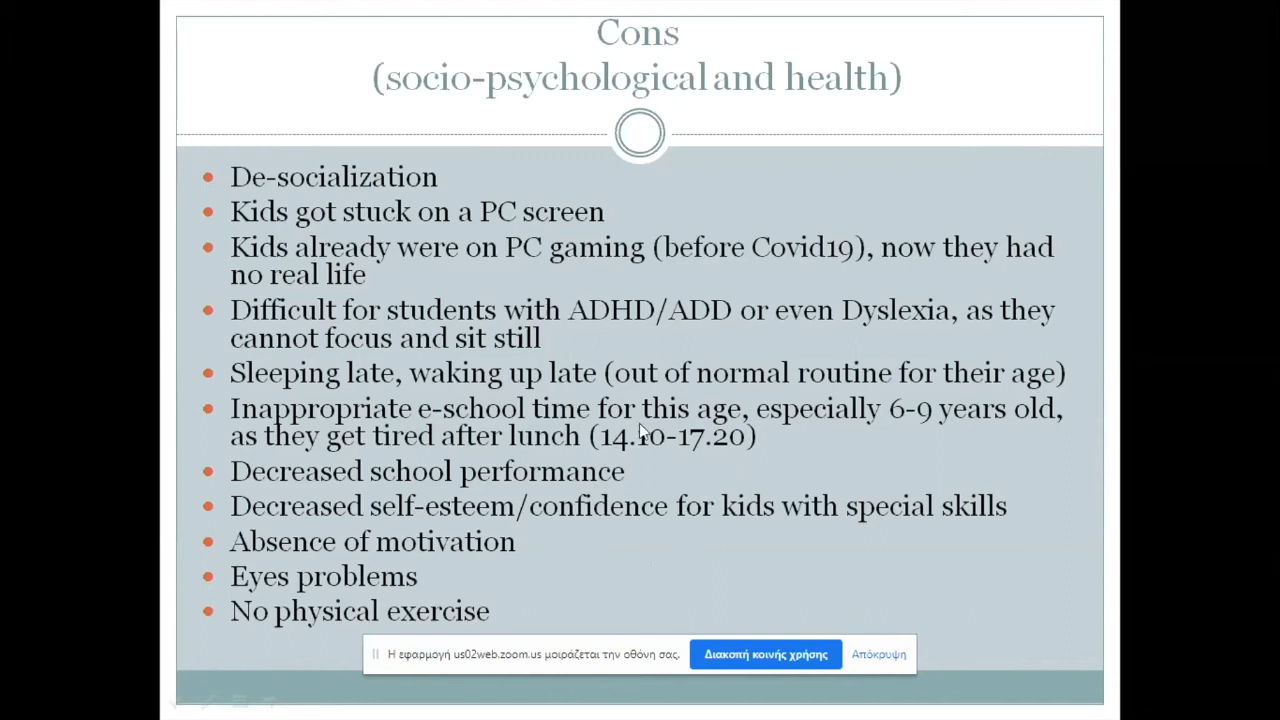 Cons
(socio-psychological and health)
De-socialization
Kids got stuck on a PC screen
Kids already were on PC gaming (before Covid19), now they had
no real life
Difficult for students with ADHD/ADD or even Dyslexia, as they
cannot focus and sit still
Sleeping late, waking up late (out of normal routine for their age)
Inappropriate e-school time for this age, especially 6-9 years old,
as they get tired after lunch (14.10-17.20)
Decreased school performance
Decreased self-esteem/confidence for kids with special skills
Absence of motivation
Eyes problems
No physical exercise
Η εφαρμογή us02web.zoom.us μοιράζεται την οθόνη σας. Διακοπή κοινής χρήσης Απόκρυψη